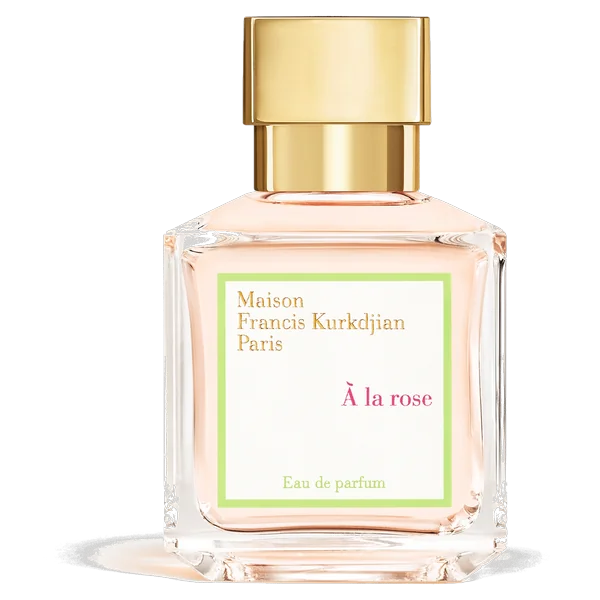 Maison
Francis Kurkdjian
Paris
À la rose
Eau de parfum